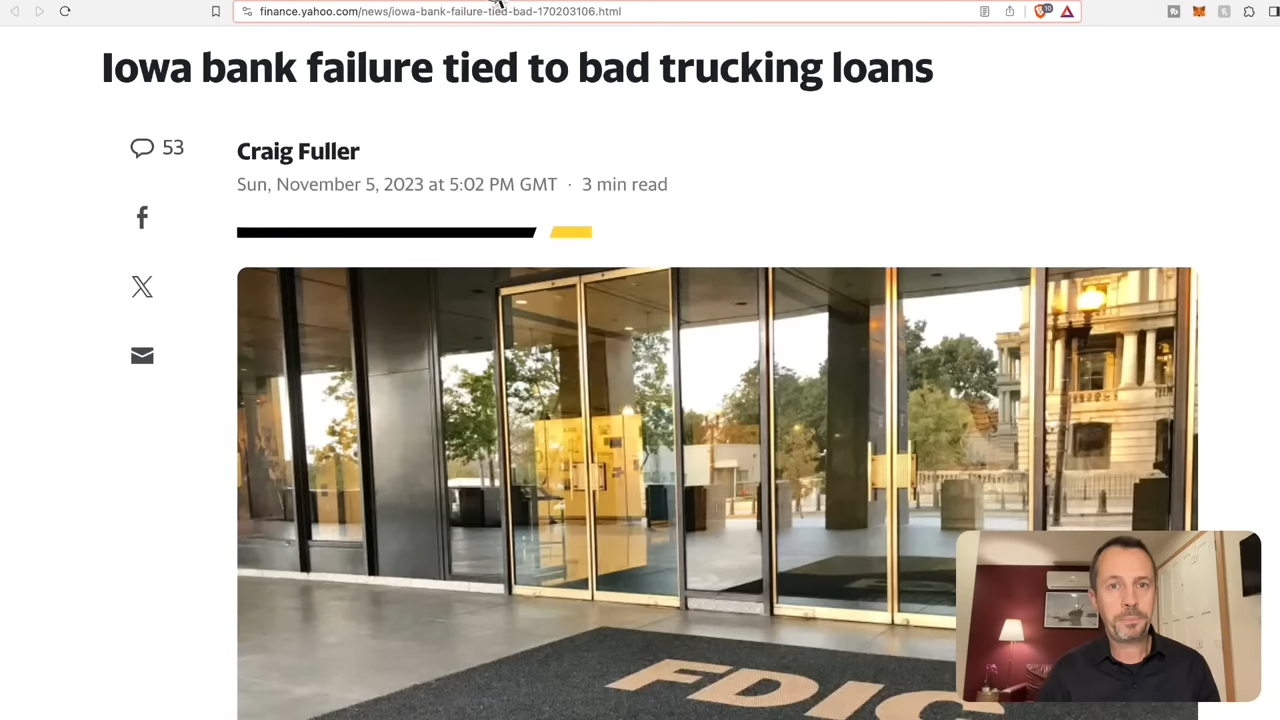 finance.yahoo.com/news/iowa-bank-failure-tied-bad-170203106.html
10
Iowa bank failure tied to bad trucking loans
53
Craig Fuller
Sun, November 5, 2023 at 5:02 PM GMT · 3 min read
FDIC